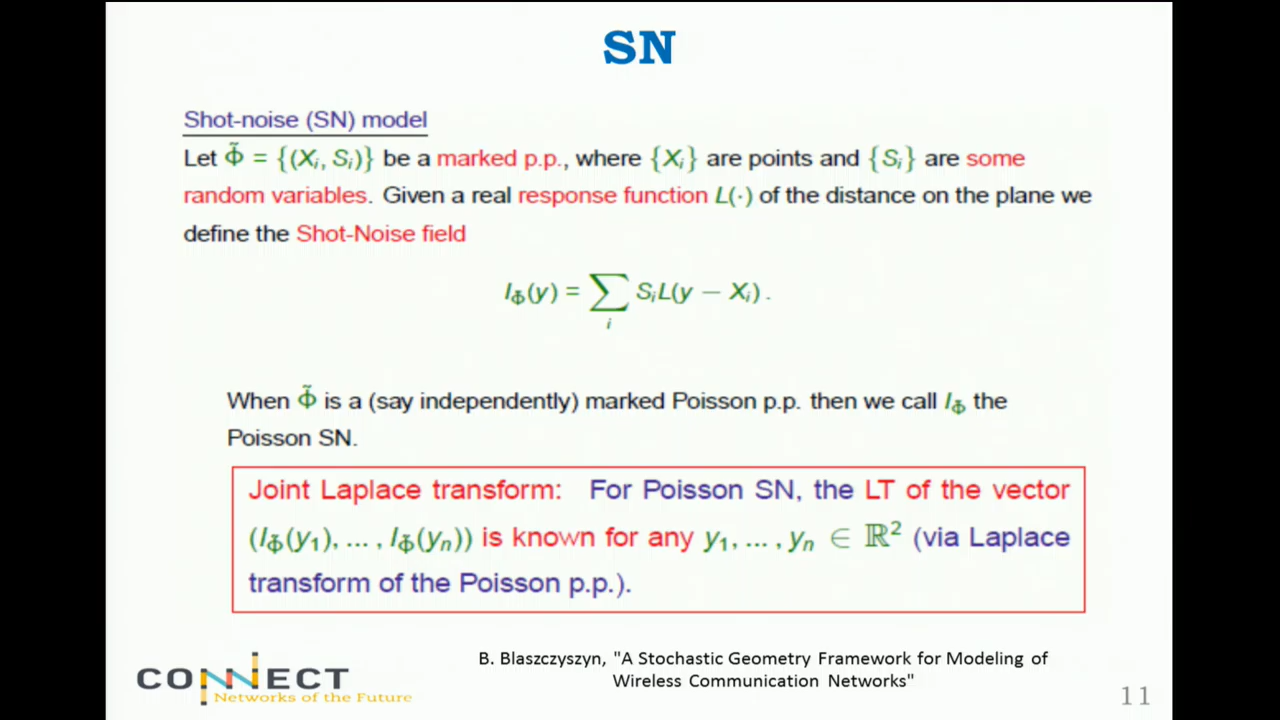 SN
Shot-noise (SN) model
Let Φ̃ = {(Xᵢ, Sᵢ)} be a marked p.p., where {Xᵢ} are points and {Sᵢ} are some
random variables. Given a real response function L(·) of the distance on the plane we
define the Shot-Noise field
I_Φ̃(y) = ∑ᵢ SᵢL(y − Xᵢ) .
When Φ̃ is a (say independently) marked Poisson p.p. then we call I_Φ̃ the
Poisson SN.
Joint Laplace transform: For Poisson SN, the LT of the vector
(I_Φ̃(y₁), ... , I_Φ̃(yₙ)) is known for any y₁, ... , yₙ ∈ ℝ² (via Laplace
transform of the Poisson p.p.).
B. Blaszczyszyn, "A Stochastic Geometry Framework for Modeling of
Wireless Communication Networks"
CONNECT
Networks of the Future
11